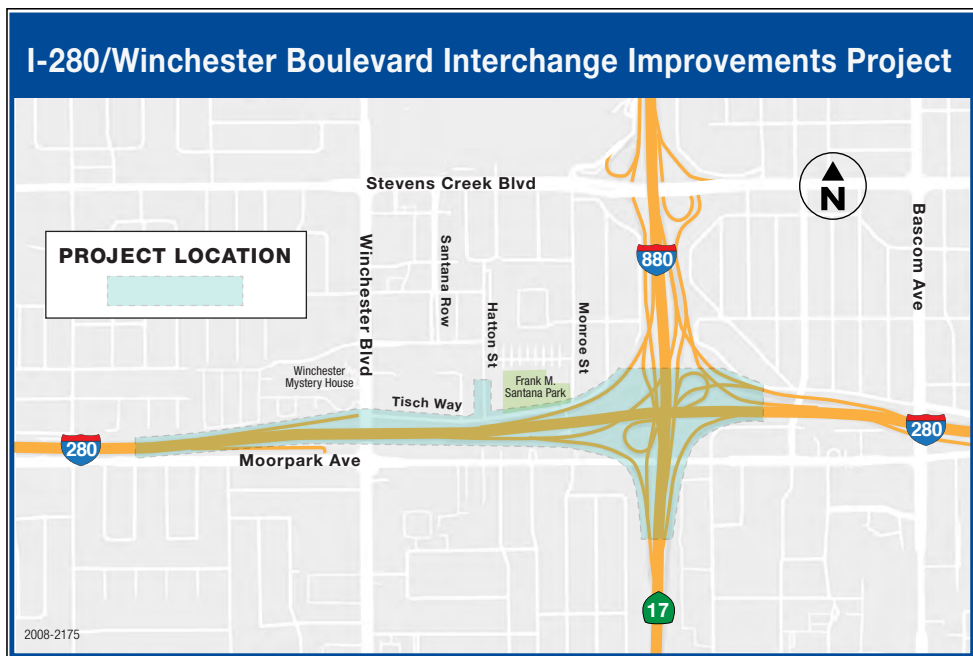 I-280/Winchester Boulevard Interchange Improvements Project
Stevens Creek Blvd
N
PROJECT LOCATION
Winchester Blvd
Santana Row
Hatton St
Monroe St
880
Bascom Ave
Winchester
Mystery House
Frank M.
Santana Park
Tisch Way
280
Moorpark Ave
280
17
2008-2175